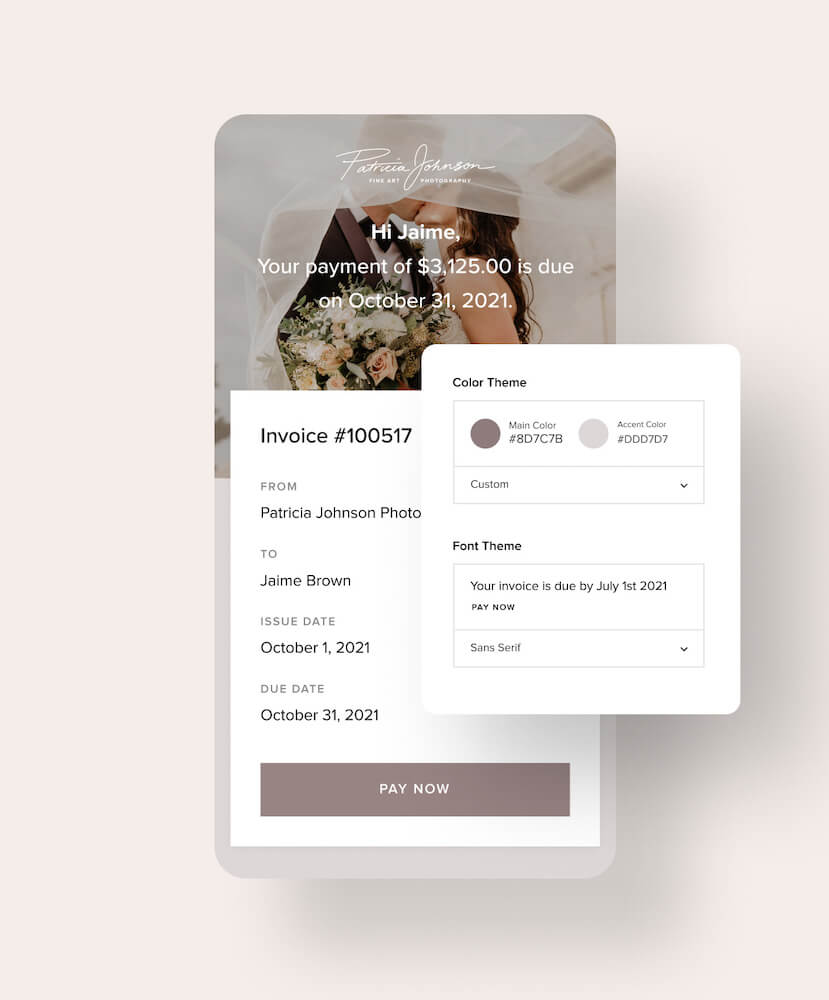 Patricia Johnson
FINE ART PHOTOGRAPHY
Hi Jaime,
Your payment of $3,125.00 is due
on October 31, 2021.
Invoice #100517
FROM
Patricia Johnson Photo
TO
Jaime Brown
ISSUE DATE
October 1, 2021
DUE DATE
October 31, 2021
PAY NOW
Color Theme
Main Color
#8D7C7B
Accent Color
#DDD7D7
Custom
Font Theme
Your invoice is due by July 1st 2021
PAY NOW
Sans Serif